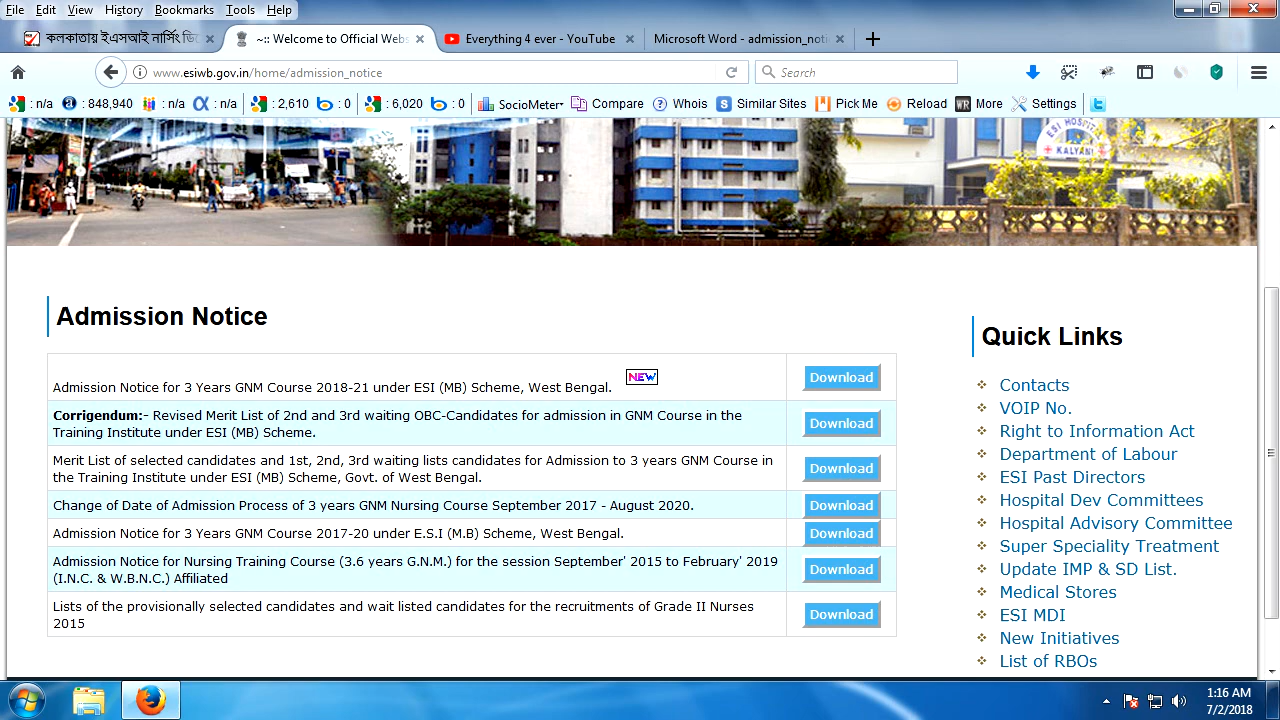 File Edit View History Bookmarks Tools Help
কলকাতায় ইএসআই নার্সিং ডি
~:: Welcome to Official Webs
Everything 4 ever - YouTube
Microsoft Word - admission_noti
www.esiwb.gov.in/home/admission_notice
Search
: n/a : 848,940 : n/a : n/a : 2,610 : 0 : 6,020 : 0 SocioMeter Compare Whois Similar Sites Pick Me Reload WR More Settings
ESI HOSPITAL
KALYANI
Admission Notice
Admission Notice for 3 Years GNM Course 2018-21 under ESI (MB) Scheme, West Bengal. NEW Download
Corrigendum:- Revised Merit List of 2nd and 3rd waiting OBC-Candidates for admission in GNM Course in the
Training Institute under ESI (MB) Scheme.
Download
Merit List of selected candidates and 1st, 2nd, 3rd waiting lists candidates for Admission to 3 years GNM Course in
the Training Institute under ESI (MB) Scheme, Govt. of West Bengal.
Download
Change of Date of Admission Process of 3 years GNM Nursing Course September 2017 - August 2020. Download
Admission Notice for 3 Years GNM Course 2017-20 under E.S.I (M.B) Scheme, West Bengal. Download
Admission Notice for Nursing Training Course (3.6 years G.N.M.) for the session September' 2015 to February' 2019
(I.N.C. & W.B.N.C.) Affiliated
Download
Lists of the provisionally selected candidates and wait listed candidates for the recruitments of Grade II Nurses
2015
Download
Quick Links
Contacts
VOIP No.
Right to Information Act
Department of Labour
ESI Past Directors
Hospital Dev Committees
Hospital Advisory Committee
Super Speciality Treatment
Update IMP & SD List.
Medical Stores
ESI MDI
New Initiatives
List of RBOs
1:16 AM
7/2/2018